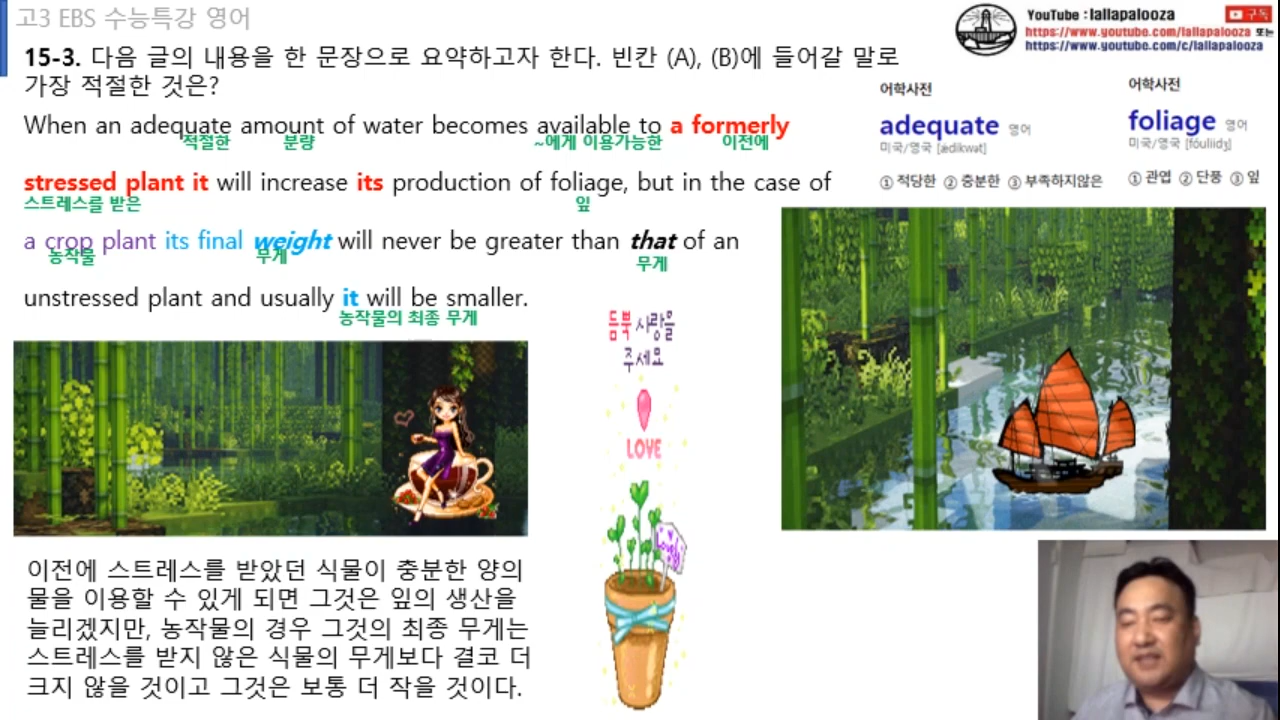 고3 EBS 수능특강 영어
YouTube : lallapalooza
구독
https://www.youtube.com/lallapalooza 또는
https://www.youtube.com/c/lallapalooza
15-3. 다음 글의 내용을 한 문장으로 요약하고자 한다. 빈칸 (A), (B)에 들어갈 말로
가장 적절한 것은?
When an adequate amount of water becomes available to a formerly
적절한 분량 ~에게 이용가능한 이전에
stressed plant it will increase its production of foliage, but in the case of
스트레스를 받은 잎
a crop plant its final weight will never be greater than that of an
농작물 무게 무게
unstressed plant and usually it will be smaller.
농작물의 최종 무게
어학사전
adequate 영어
미국/영국 [ǽdikwət]
① 적당한 ② 충분한 ③ 부족하지않은
어학사전
foliage 영어
미국/영국 [fóuliidʒ]
① 관엽 ② 단풍 ③ 잎
듬뿍 사랑을
주세요
LOVE
Lovely
이전에 스트레스를 받았던 식물이 충분한 양의
물을 이용할 수 있게 되면 그것은 잎의 생산을
늘리겠지만, 농작물의 경우 그것의 최종 무게는
스트레스를 받지 않은 식물의 무게보다 결코 더
크지 않을 것이고 그것은 보통 더 작을 것이다.